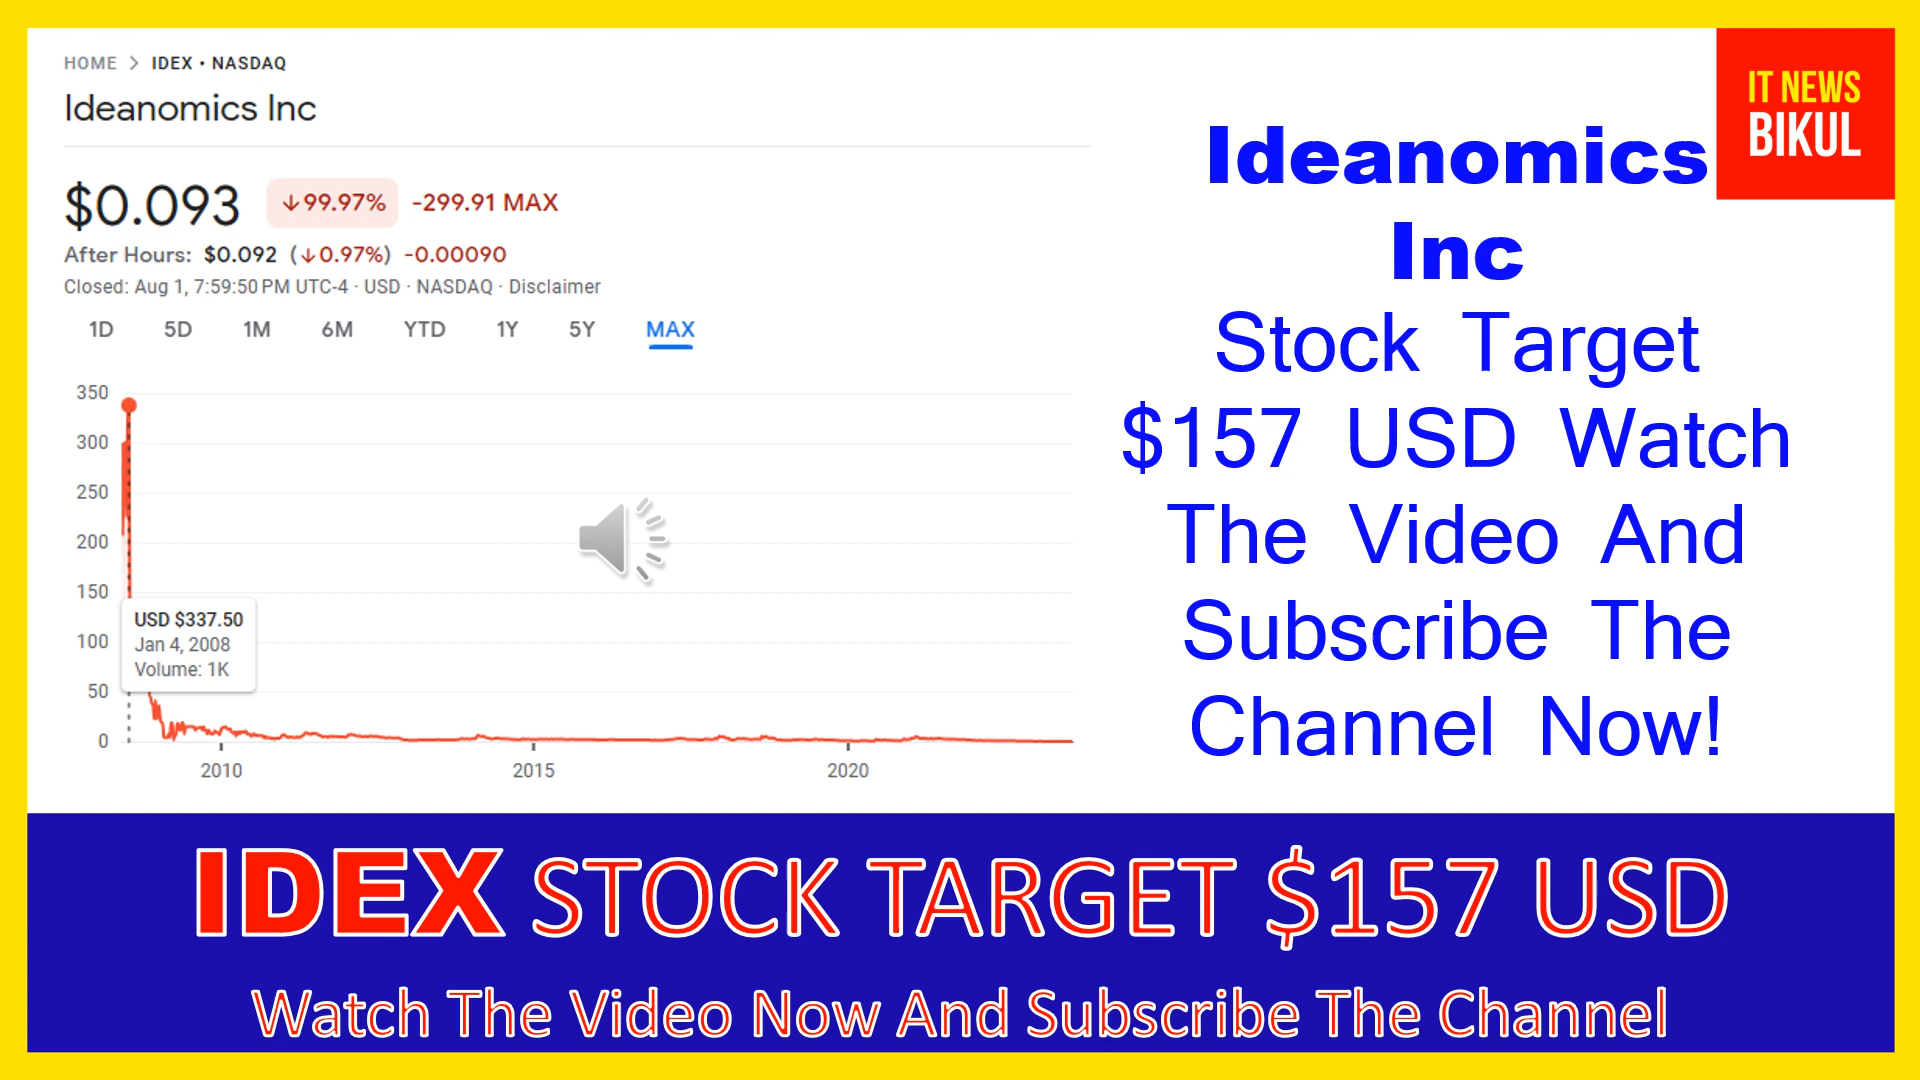 HOME > IDEX • NASDAQ
Ideanomics Inc
$0.093 ↓99.97% -299.91 MAX
After Hours: $0.092 (↓0.97%) -0.00090
Closed: Aug 1, 7:59:50 PM UTC-4 · USD · NASDAQ · Disclaimer
1D 5D 1M 6M YTD 1Y 5Y MAX
350
300
250
200
150
100
50
0
USD $337.50
Jan 4, 2008
Volume: 1K
2010 2015 2020
IT NEWS
BIKUL
Ideanomics
Inc
Stock Target
$157 USD Watch
The Video And
Subscribe The
Channel Now!
IDEX STOCK TARGET $157 USD
Watch The Video Now And Subscribe The Channel